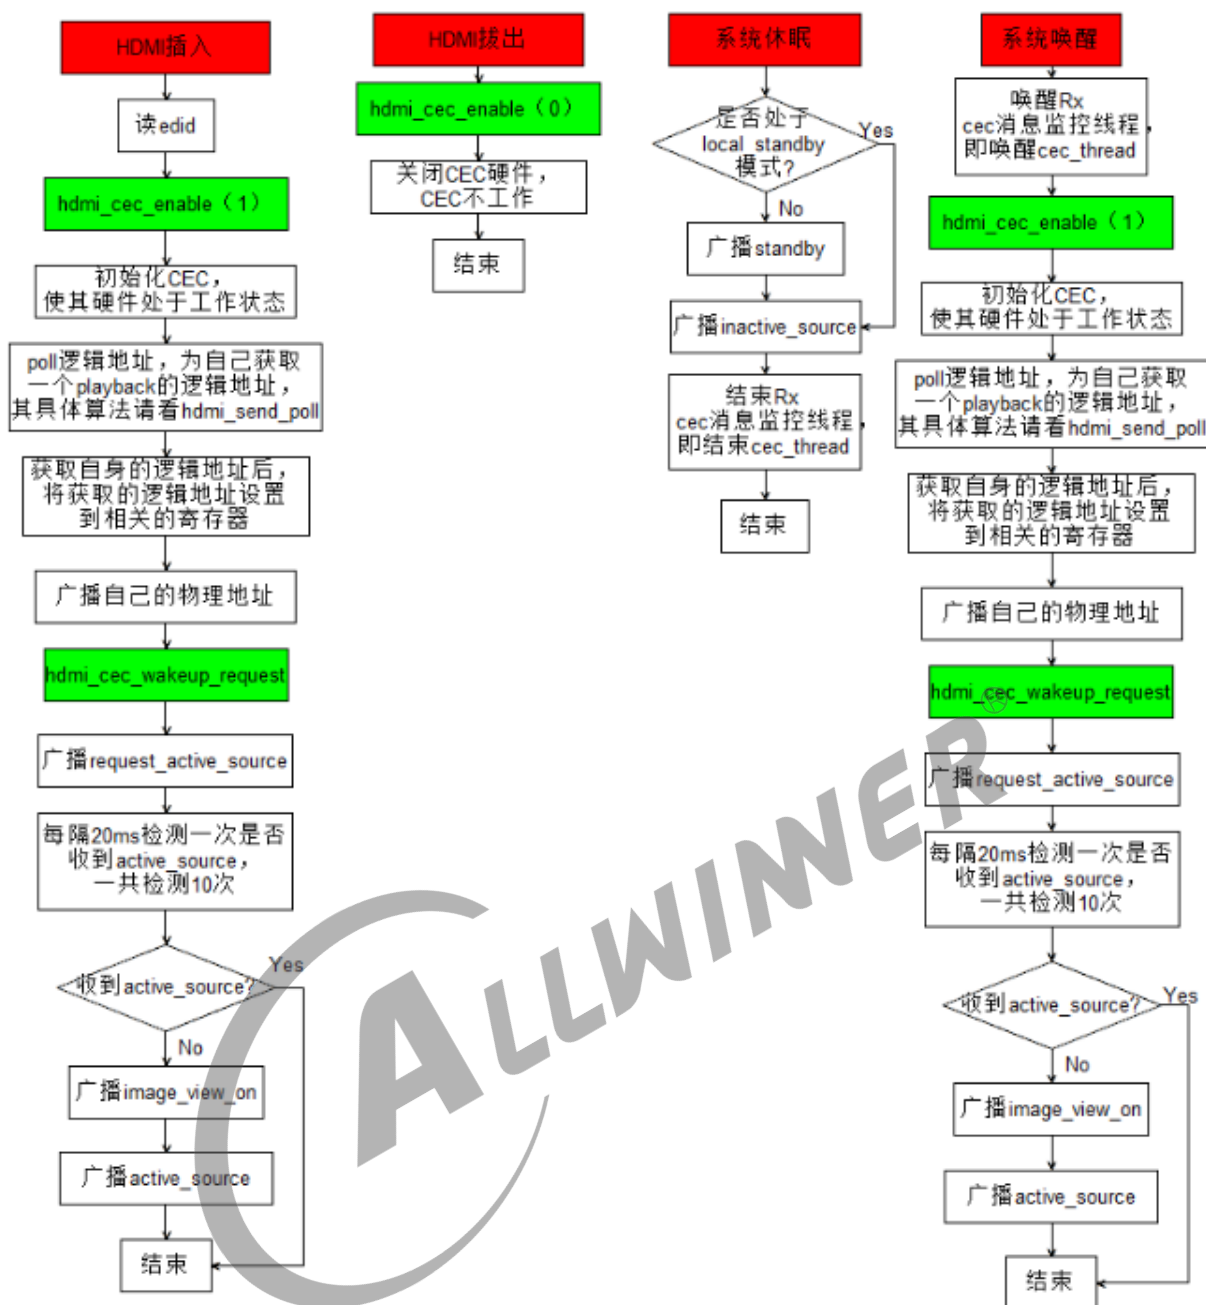 HDMI插入
读edid
hdmi_cec_enable（1）
初始化CEC，
使其硬件处于工作状态
poll逻辑地址，为自己获取
一个playback的逻辑地址，
其具体算法请看hdmi_send_poll
获取自身的逻辑地址后，
将获取的逻辑地址设置
到相关的寄存器
广播自己的物理地址
hdmi_cec_wakeup_request
广播request_active_source
每隔20ms检测一次是否
收到active_source，
一共检测10次
收到active_source?
Yes
No
广播image_view_on
广播active_source
结束
HDMI拔出
hdmi_cec_enable（0）
关闭CEC硬件，
CEC不工作
结束
系统休眠
是否处于
local_standby
模式?
Yes
No
广播standby
广播inactive_source
结束Rx
cec消息监控线程，
即结束cec_thread
结束
系统唤醒
唤醒Rx
cec消息监控线程，
即唤醒cec_thread
hdmi_cec_enable（1）
初始化CEC，
使其硬件处于工作状态
poll逻辑地址，为自己获取
一个playback的逻辑地址，
其具体算法请看hdmi_send_poll
获取自身的逻辑地址后，
将获取的逻辑地址设置
到相关的寄存器
广播自己的物理地址
hdmi_cec_wakeup_request
广播request_active_source
每隔20ms检测一次是否
收到active_source，
一共检测10次
收到active_source?
Yes
No
广播image_view_on
广播active_source
结束
ALLWINNER®